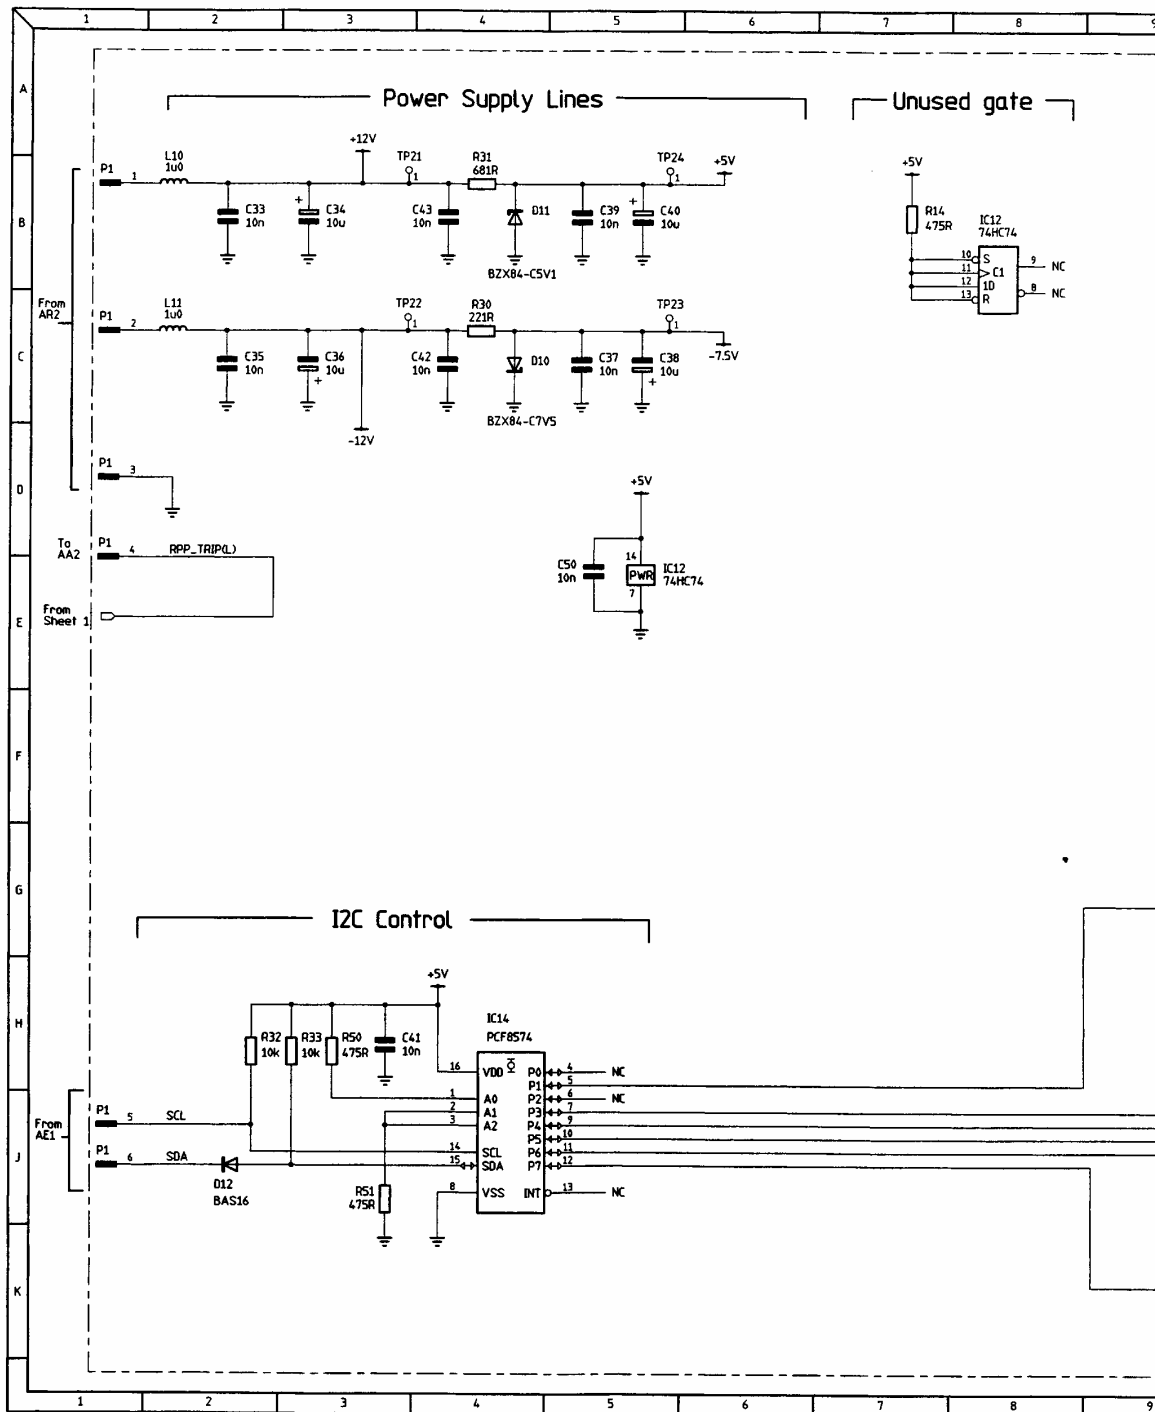 1 2 3 4 5 6 7 8 9
A
Power Supply Lines
Unused gate
+12V
L10
1u0
TP21
R31
681R
TP24
+5V
+5V
P1
1
1
1
B
C33
10n
+
C34
10u
C43
10n
D11
C39
10n
+
C40
10u
R14
475R
IC12
74HC74
BZX84-C5V1
10
S
9
NC
11
C1
12
1D
8
NC
13
R
From
AR2
L11
1u0
TP22
R30
221R
TP23
P1
2
1
1
C
C35
10n
C36
10u
+
C42
10n
D10
C37
10n
C38
10u
+
-7.5V
BZX84-C7V5
-12V
P1
3
D
+5V
To
AA2
P1
4
RPP_TRIP(L)
14
C50
10n
PWR
IC12
74HC74
7
From
Sheet 1
E
F
G
I2C Control
+5V
H
R32
10k
R33
10k
R50
475R
C41
10n
IC14
PCF8574
16
VDD
P0
4
NC
P1
5
1
A0
P2
6
NC
2
A1
P3
7
3
A2
P4
9
P5
10
14
SCL
P6
11
15
SDA
P7
12
8
VSS
INT
13
NC
From
AE1
P1
5
SCL
J
P1
6
SDA
D12
BAS16
R51
475R
K
1 2 3 4 5 6 7 8 9